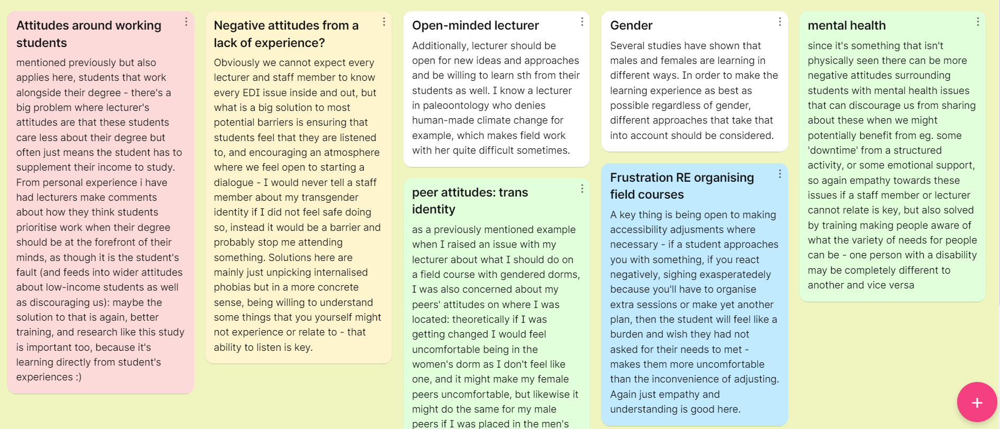 Attitudes around working
students
mentioned previously but also
applies here, students that work
alongside their degree - there's a
big problem where lecturer's
attitudes are that these students
care less about their degree but
often just means the student has to
supplement their income to study.
From personal experience i have
had lecturers make comments
about how they think students
prioritise work when their degree
should be at the forefront of their
minds, as though it is the student's
fault (and feeds into wider attitudes
about low-income students as well
as discouraging us): maybe the
solution to that is again, better
training, and research like this study
is important too, because it's
learning directly from student's
experiences :)
Negative attitudes from a
lack of experience?
Obviously we cannot expect every
lecturer and staff member to know
every EDI issue inside and out, but
what is a big solution to most
potential barriers is ensuring that
students feel that they are listened
to, and encouraging an atmosphere
where we feel open to starting a
dialogue - I would never tell a staff
member about my transgender
identity if I did not feel safe doing
so, instead it would be a barrier and
probably stop me attending
something. Solutions here are
mainly just unpicking internalised
phobias but in a more concrete
sense, being willing to understand
some things that you yourself might
not experience or relate to - that
ability to listen is key.
Open-minded lecturer
Additionally, lecturer should be
open for new ideas and approaches
and be willing to learn sth from their
students as well. I know a lecturer
in paleoontology who denies
human-made climate change for
example, which makes field work
with her quite difficult sometimes.
peer attitudes: trans
identity
as a previously mentioned example
when I raised an issue with my
lecturer about what I should do on
a field course with gendered dorms,
I was also concerned about my
peers' attitudes on where I was
located: theoretically if I was
getting changed I would feel
uncomfortable being in the
women's dorm as I don't feel like
one, and it might make my female
peers uncomfortable, but likewise it
might do the same for my male
peers if I was placed in the men's
Gender
Several studies have shown that
males and females are learning in
different ways. In order to make the
learning experience as best as
possible regardless of gender,
different approaches that take that
into account should be considered.
Frustration RE organising
field courses
A key thing is being open to making
accessibility adjusments where
necessary - if a student approaches
you with something, if you react
negatively, sighing exasperatedely
because you'll have to organise
extra sessions or make yet another
plan, then the student will feel like a
burden and wish they had not
asked for their needs to met -
makes them more uncomfortable
than the inconvenience of adjusting.
Again just empathy and
understanding is good here.
mental health
since it's something that isn't
physically seen there can be more
negative attitudes surrounding
students with mental health issues
that can discourage us from sharing
about these when we might
potentially benefit from eg. some
'downtime' from a structured
activity, or some emotional support,
so again empathy towards these
issues if a staff member or lecturer
cannot relate is key, but also solved
by training making people aware of
what the variety of needs for people
can be - one person with a disability
may be completely different to
another and vice versa